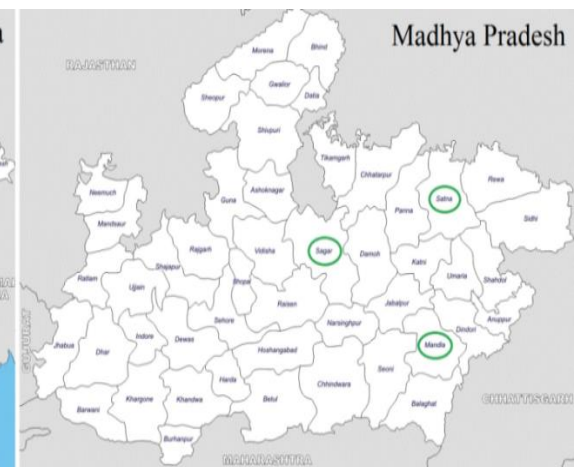 Madhya Pradesh
Bhind
Morena
RAJASTHAN
Gwalior
Sheopur
Datia
Shivpuri
Tikamgarh
Chhatarpur
Rewa
Neemuch
Guna
Ashoknagar
Panna
Satna
Sidhi
Mandsaur
Rajgarh
Vidisha
Sagar
Damoh
Katni
Umaria
Shahdol
Ratlam
Shajapur
Ujjain
Bhopal
Raisen
Jabalpur
Sehore
Narsinghpur
Anuppur
Dindori
Indore
Dewas
Mandla
Jhabua
Dhar
Hoshangabad
GUJURAT
Seoni
Harda
Chhindwara
Khargone
Khandwa
Betul
Balaghat
CHHATTISGARH
Barwani
Burhanpur
MAHARASHTRA